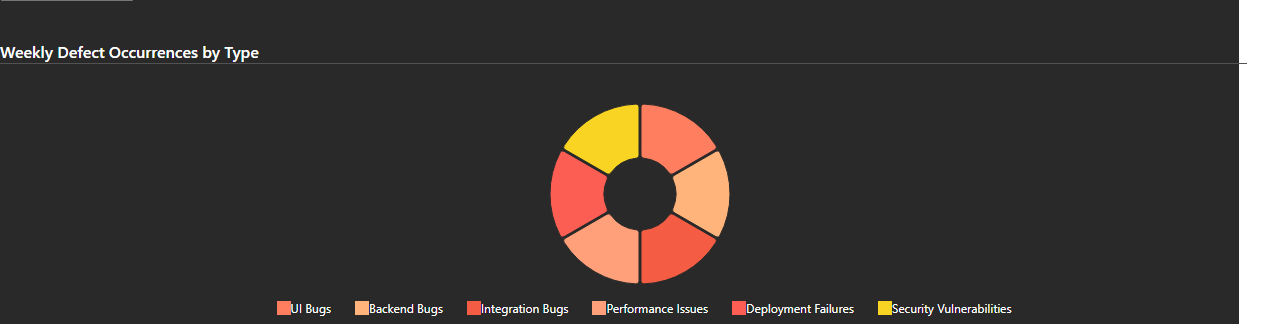 Weekly Defect Occurrences by Type
UI Bugs Backend Bugs Integration Bugs Performance Issues Deployment Failures Security Vulnerabilities